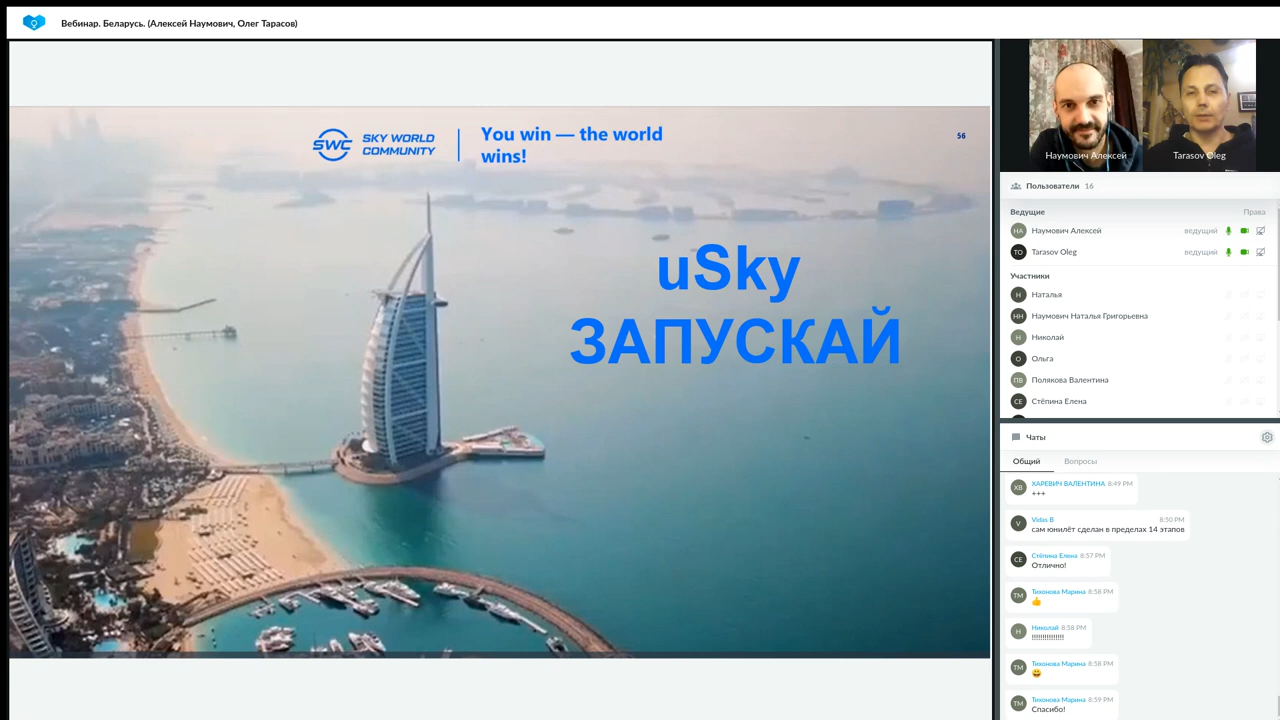 Вебинар. Беларусь. (Алексей Наумович, Олег Тарасов)
SWC
SKY WORLD
COMMUNITY
You win — the world
wins!
56
uSky
ЗАПУСКАЙ
Наумович Алексей
Tarasov Oleg
Пользователи 16
Ведущие Права
НА Наумович Алексей ведущий
TO Tarasov Oleg ведущий
Участники
Н Наталья
НН Наумович Наталья Григорьевна
Н Николай
О Ольга
ПВ Полякова Валентина
СЕ Стёпина Елена
Чаты
Общий Вопросы
ХВ ХАРЕВИЧ ВАЛЕНТИНА 8:49 PM
+++
V Vidas B 8:50 PM
сам юнилёт сделан в пределах 14 этапов
СЕ Стёпина Елена 8:57 PM
Отлично!
ТМ Тихонова Марина 8:58 PM
👍
Н Николай 8:58 PM
!!!!!!!!!!!!!!!
ТМ Тихонова Марина 8:58 PM
😀
ТМ Тихонова Марина 8:59 PM
Спасибо!